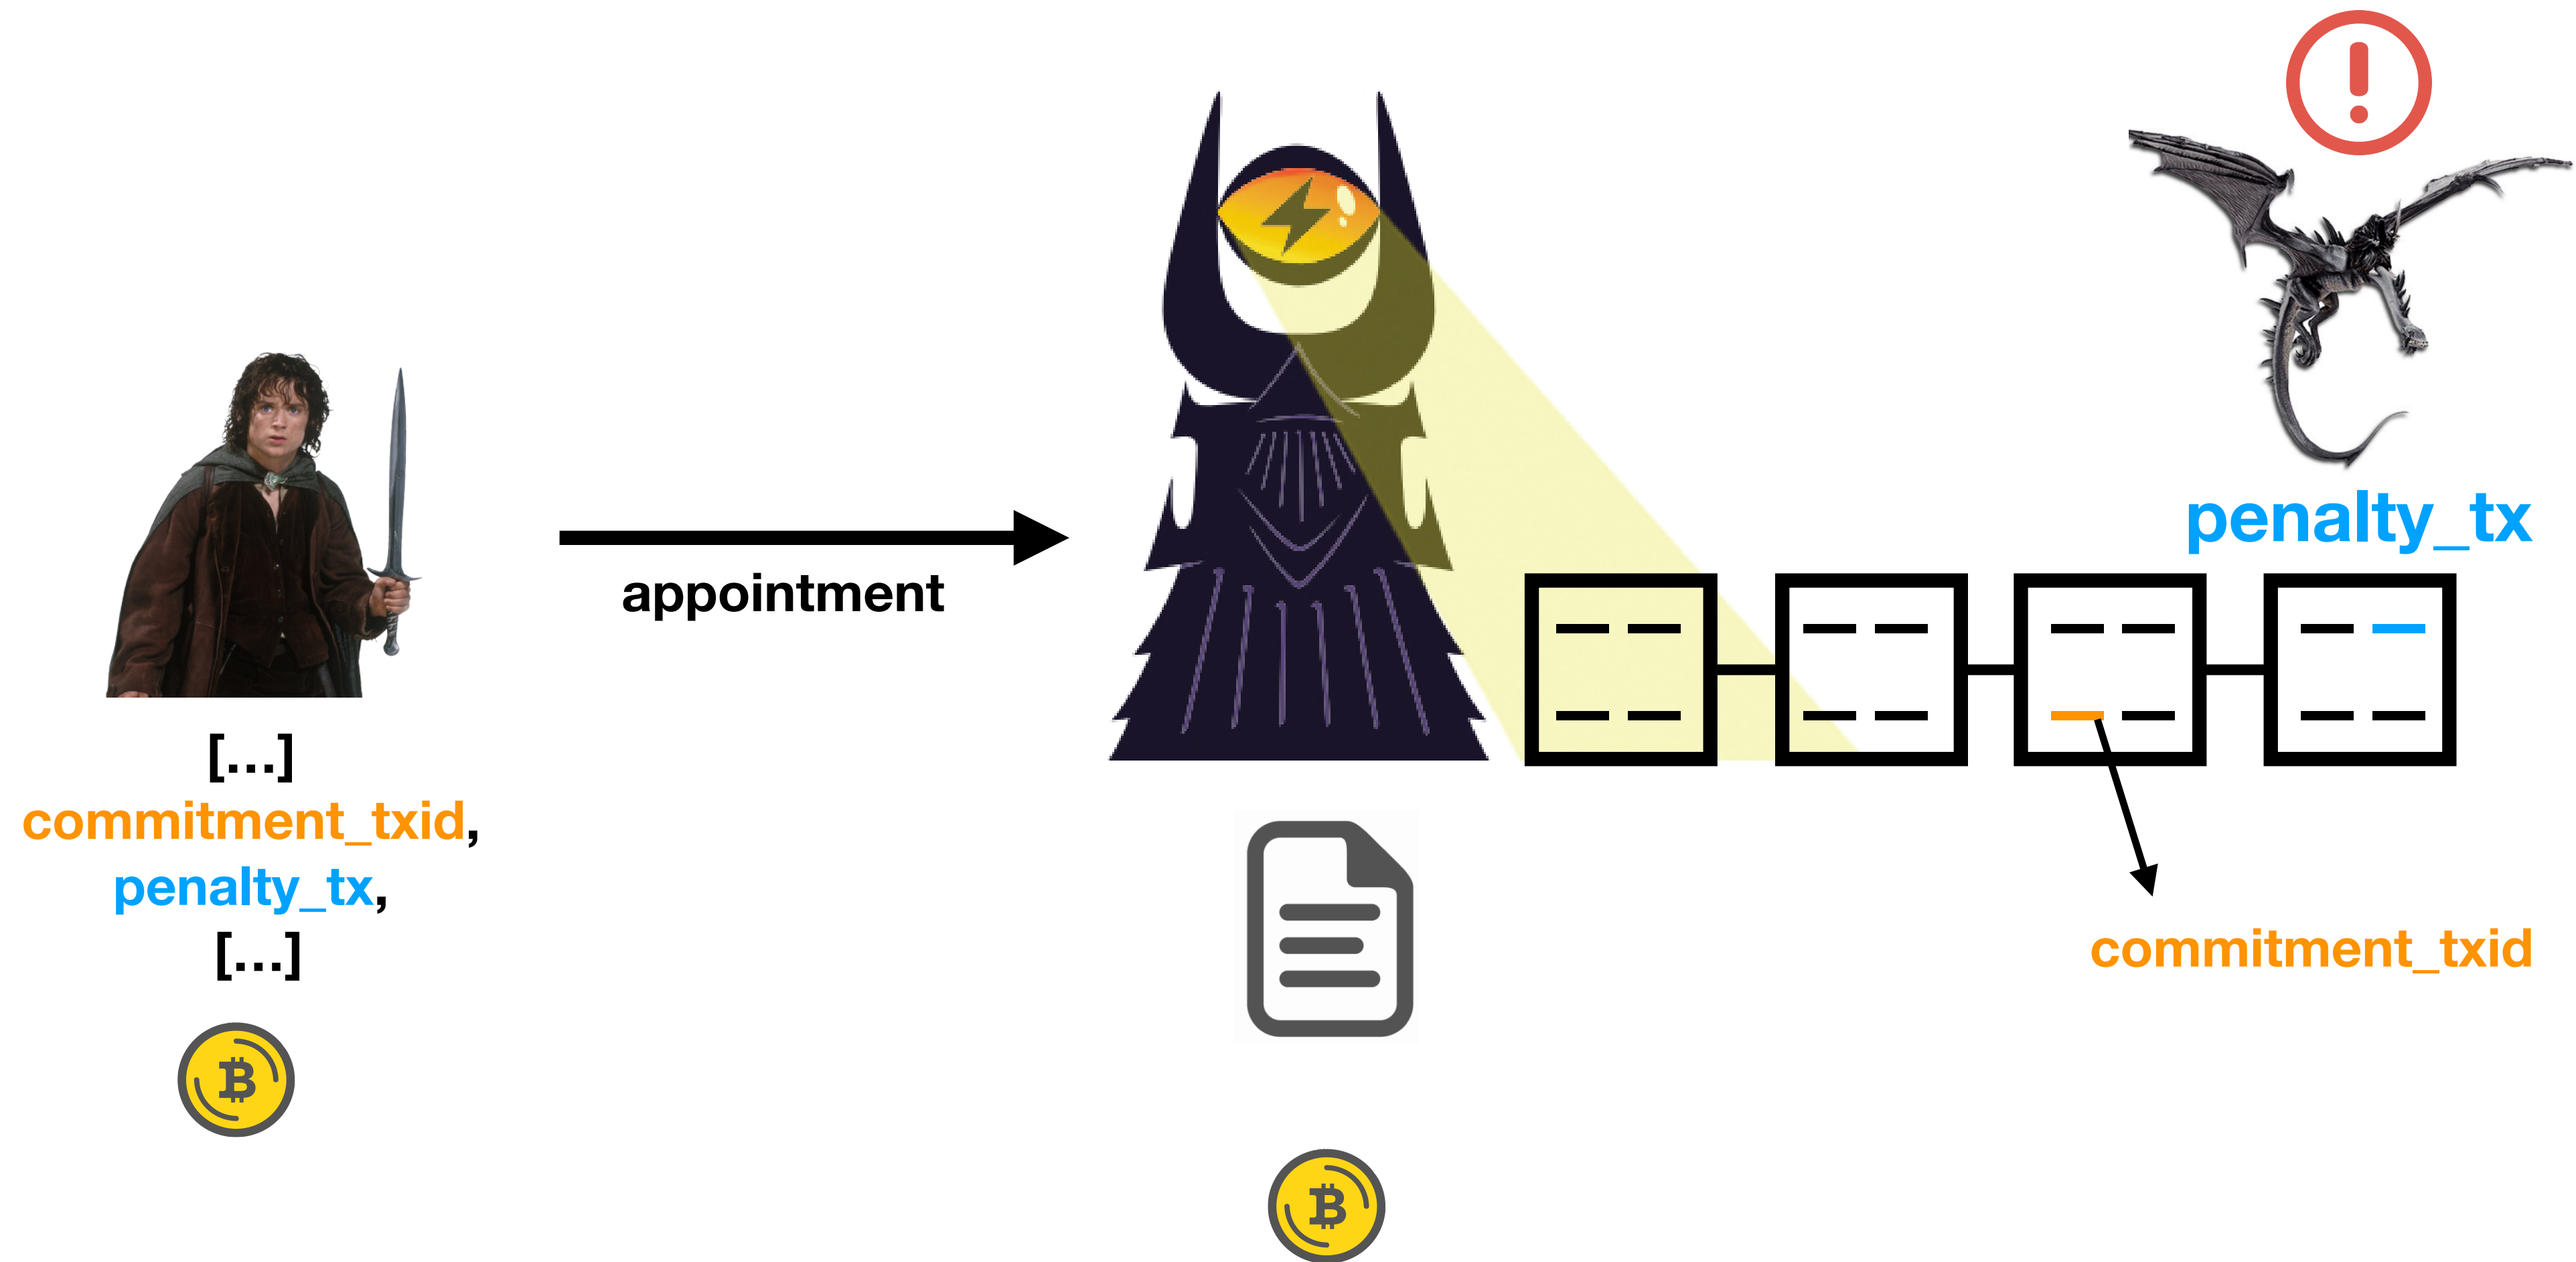 [...]
commitment_txid,
penalty_tx,
[...]
appointment
penalty_tx
commitment_txid